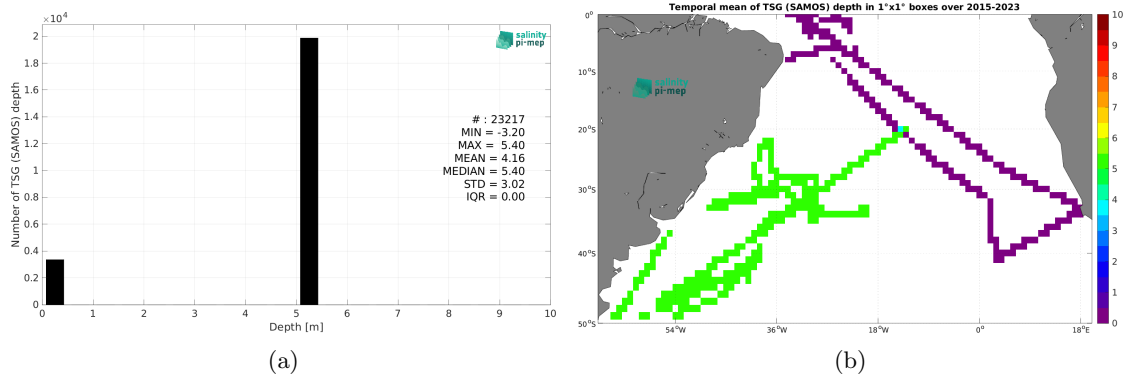 ×10⁴
2
1.8
1.6
1.4
1.2
1
0.8
0.6
0.4
0.2
0
Number of TSG (SAMOS) depth
salinity
pi-mep
# : 23217
MIN = -3.20
MAX = 5.40
MEAN = 4.16
MEDIAN = 5.40
STD = 3.02
IQR = 0.00
0 1 2 3 4 5 6 7 8 9 10
Depth [m]
(a)
Temporal mean of TSG (SAMOS) depth in 1°x1° boxes over 2015-2023
0°
10°S
20°S
30°S
40°S
50°S
salinity
pi-mep
54°W 36°W 18°W 0° 18°E
10
9
8
7
6
5
4
3
2
1
0
(b)